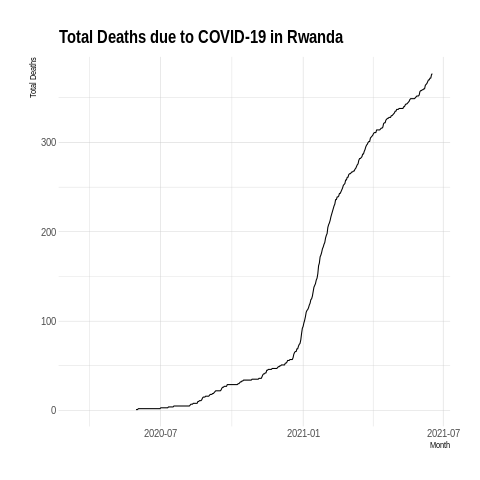 Total Deaths due to COVID-19 in Rwanda
Total Deaths
300
200
100
0
2020-07
2021-01
2021-07
Month